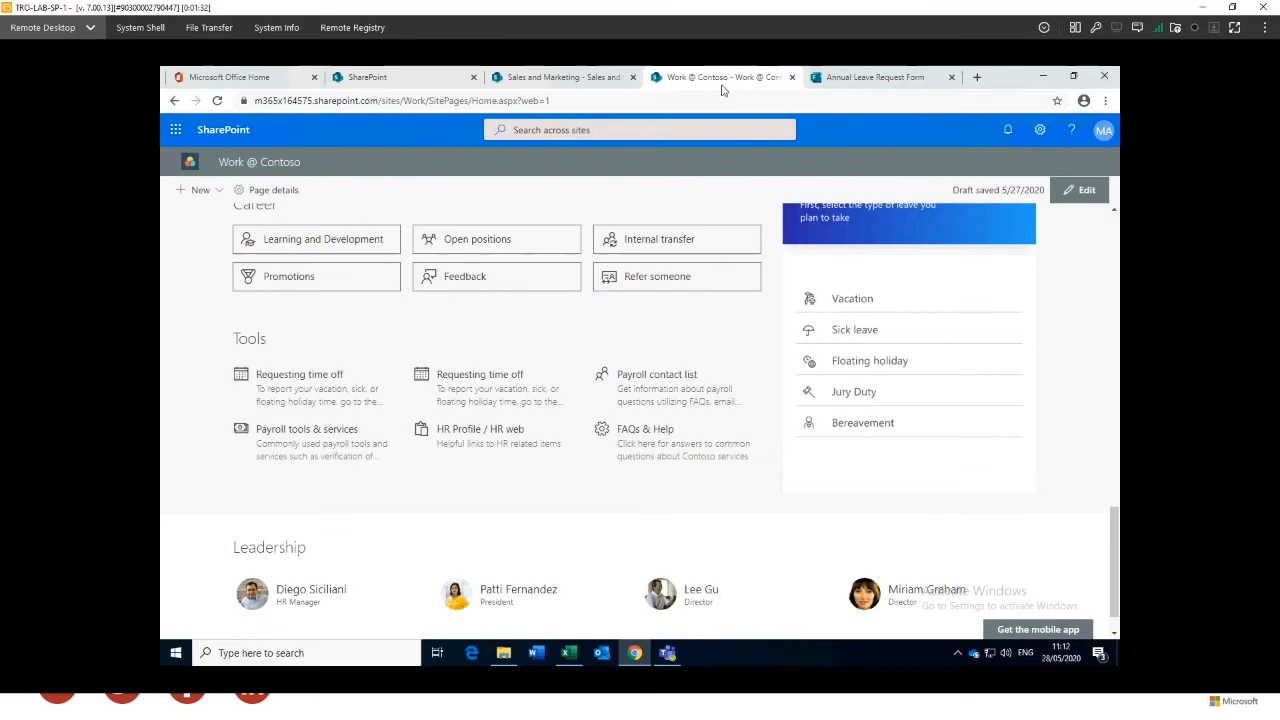 TRO-LAB-SP-1 - [v. 7.00.13][#90300002790447] [0:01:32]
Remote Desktop
System Shell
File Transfer
System Info
Remote Registry
Microsoft Office Home
SharePoint
Sales and Marketing - Sales and
Work @ Contoso - Work @ Con
Annual Leave Request Form
m365x164575.sharepoint.com/sites/Work/SitePages/Home.aspx?web=1
SharePoint
Search across sites
MA
Work @ Contoso
New
Page details
Draft saved 5/27/2020
Edit
Career
Learning and Development
Open positions
Internal transfer
Promotions
Feedback
Refer someone
First, select the type of leave you
plan to take
Vacation
Sick leave
Floating holiday
Jury Duty
Bereavement
Tools
Requesting time off
To report your vacation, sick, or
floating holiday time, go to the...
Requesting time off
To report your vacation, sick, or
floating holiday time, go to the...
Payroll contact list
Get information about payroll
questions utilizing FAQs, email...
Payroll tools & services
Commonly used payroll tools and
services such as verification of...
HR Profile / HR web
Helpful links to HR related items
FAQs & Help
Click here for answers to common
questions about Contoso services
Leadership
Diego Siciliani
HR Manager
Patti Fernandez
President
Lee Gu
Director
Miriam Graham
Director
Activate Windows
Go to Settings to activate Windows.
Get the mobile app
Type here to search
ENG
11:12
28/05/2020
3
Microsoft